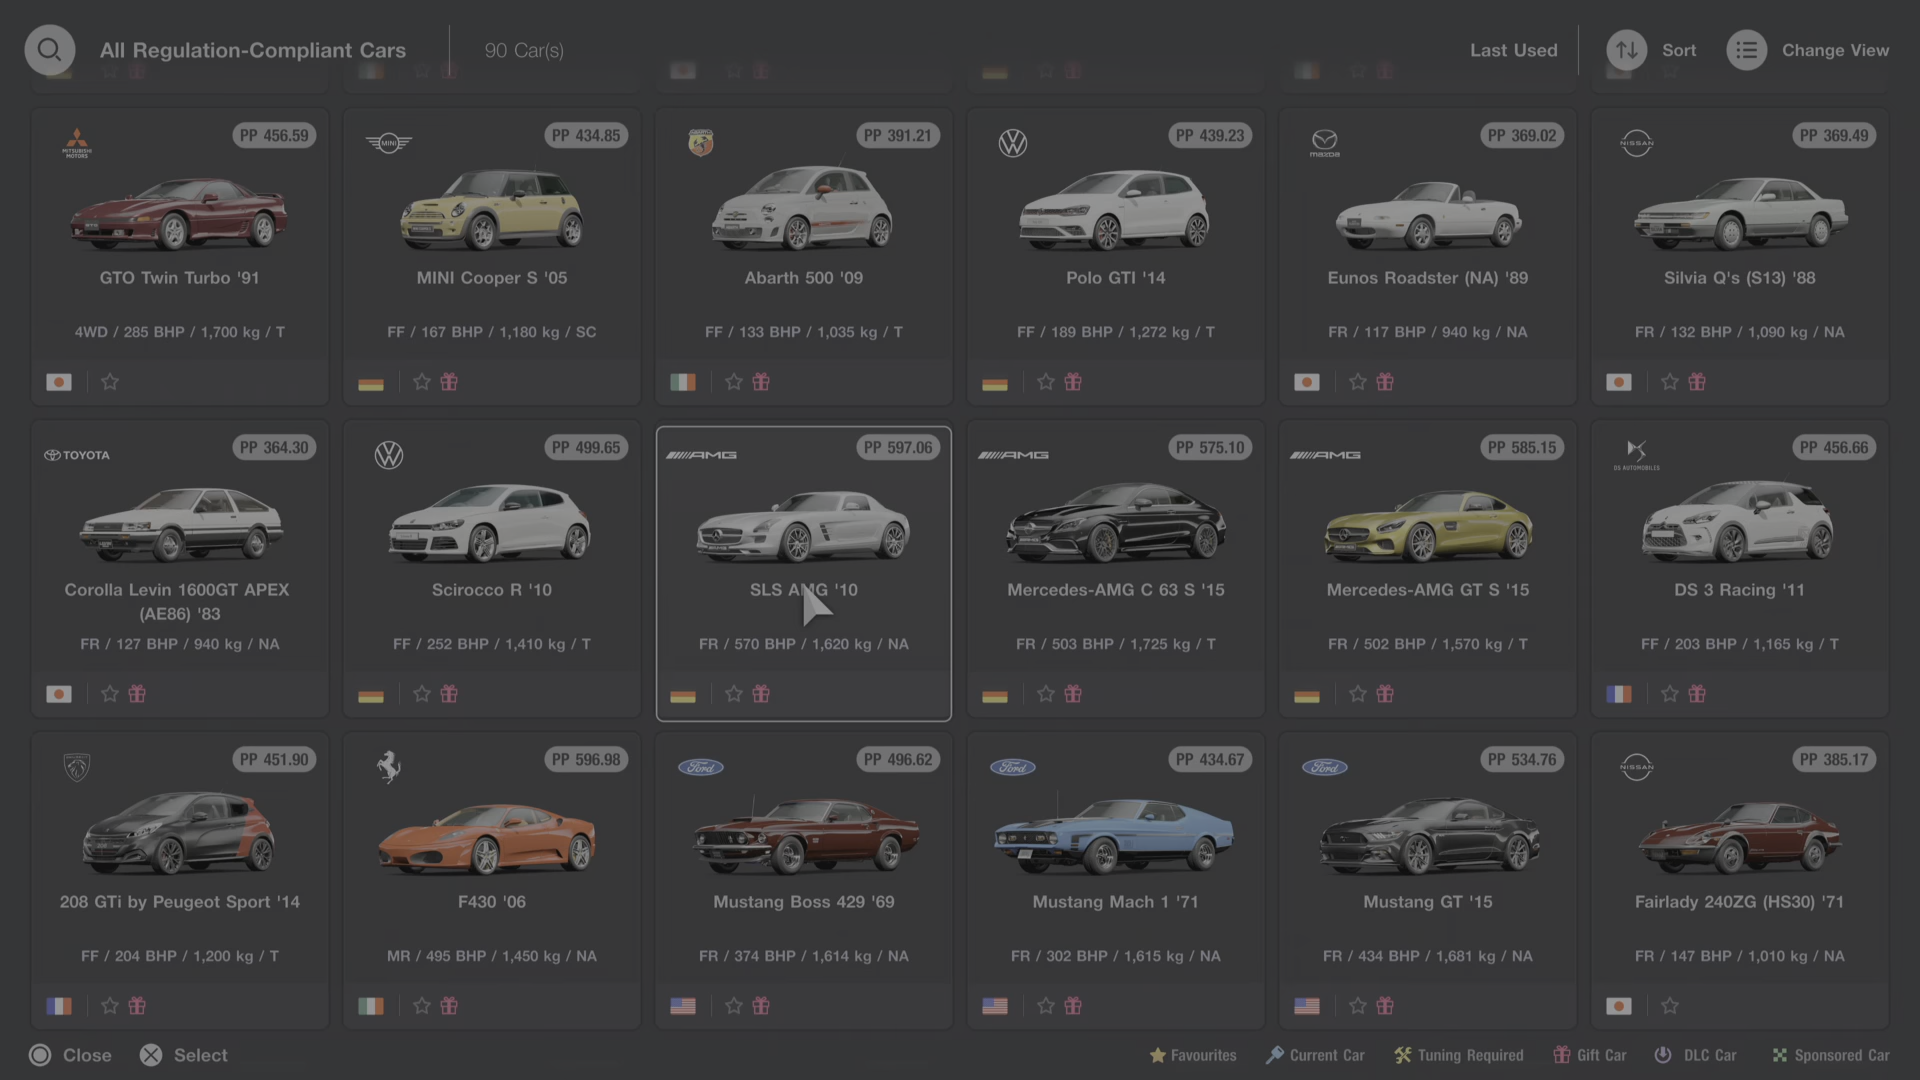 All Regulation-Compliant Cars
90 Car(s)
Last Used
Sort
Change View
MITSUBISHI MOTORS
PP 456.59
GTO Twin Turbo '91
4WD / 285 BHP / 1,700 kg / T
MINI
PP 434.85
MINI Cooper S '05
FF / 167 BHP / 1,180 kg / SC
PP 391.21
Abarth 500 '09
FF / 133 BHP / 1,035 kg / T
PP 439.23
Polo GTI '14
FF / 189 BHP / 1,272 kg / T
mazda
PP 369.02
Eunos Roadster (NA) '89
FR / 117 BHP / 940 kg / NA
NISSAN
PP 369.49
Silvia Q's (S13) '88
FR / 132 BHP / 1,090 kg / NA
TOYOTA
PP 364.30
Corolla Levin 1600GT APEX
(AE86) '83
FR / 127 BHP / 940 kg / NA
PP 499.65
Scirocco R '10
FF / 252 BHP / 1,410 kg / T
AMG
PP 597.06
SLS AMG '10
FR / 570 BHP / 1,620 kg / NA
AMG
PP 575.10
Mercedes-AMG C 63 S '15
FR / 503 BHP / 1,725 kg / T
AMG
PP 585.15
Mercedes-AMG GT S '15
FR / 502 BHP / 1,570 kg / T
DS AUTOMOBILES
PP 456.66
DS 3 Racing '11
FF / 203 BHP / 1,165 kg / T
PP 451.90
208 GTi by Peugeot Sport '14
FF / 204 BHP / 1,200 kg / T
PP 596.98
F430 '06
MR / 495 BHP / 1,450 kg / NA
Ford
PP 496.62
Mustang Boss 429 '69
FR / 374 BHP / 1,614 kg / NA
Ford
PP 434.67
Mustang Mach 1 '71
FR / 302 BHP / 1,615 kg / NA
Ford
PP 534.76
Mustang GT '15
FR / 434 BHP / 1,681 kg / NA
NISSAN
PP 385.17
Fairlady 240ZG (HS30) '71
FR / 147 BHP / 1,010 kg / NA
Close
Select
Favourites
Current Car
Tuning Required
Gift Car
DLC Car
Sponsored Car